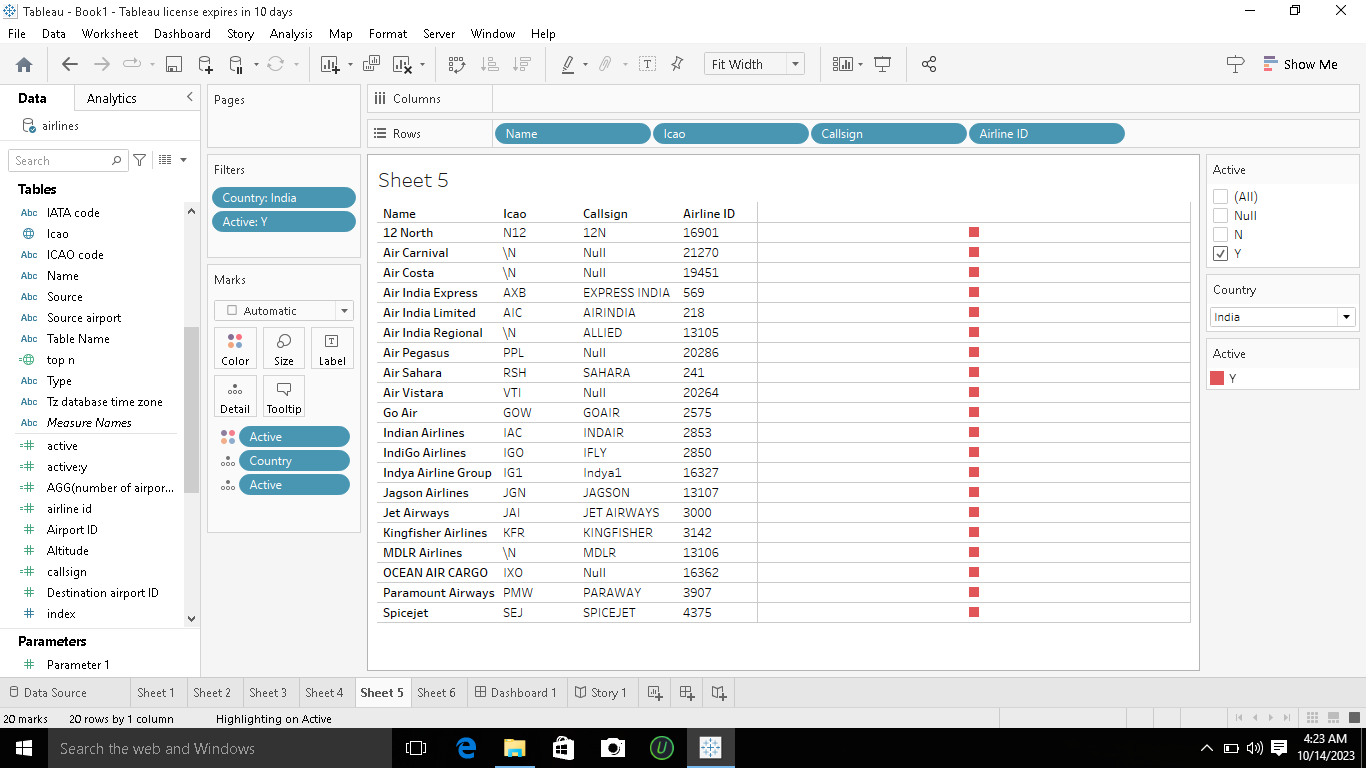 Tableau - Book1 - Tableau license expires in 10 days
File Data Worksheet Dashboard Story Analysis Map Format Server Window Help
Fit Width
Show Me
Data Analytics
airlines
Search
Tables
Abc IATA code
Icao
Abc ICAO code
Abc Name
Abc Source
Abc Source airport
Abc Table Name
top n
Abc Type
Abc Tz database time zone
Abc Measure Names
active
active:y
AGG(number of airpor...
airline id
Airport ID
Altitude
callsign
Destination airport ID
index
Parameters
Parameter 1
Pages
Filters
Country: India
Active: Y
Marks
Automatic
Color Size Label
Detail Tooltip
Active
Country
Active
Columns
Rows Name Icao Callsign Airline ID
Sheet 5
Name Icao Callsign Airline ID
12 North N12 12N 16901
Air Carnival \N Null 21270
Air Costa \N Null 19451
Air India Express AXB EXPRESS INDIA 569
Air India Limited AIC AIRINDIA 218
Air India Regional \N ALLIED 13105
Air Pegasus PPL Null 20286
Air Sahara RSH SAHARA 241
Air Vistara VTI Null 20264
Go Air GOW GOAIR 2575
Indian Airlines IAC INDAIR 2853
IndiGo Airlines IGO IFLY 2850
Indya Airline Group IG1 Indya1 16327
Jagson Airlines JGN JAGSON 13107
Jet Airways JAI JET AIRWAYS 3000
Kingfisher Airlines KFR KINGFISHER 3142
MDLR Airlines \N MDLR 13106
OCEAN AIR CARGO IXO Null 16362
Paramount Airways PMW PARAWAY 3907
Spicejet SEJ SPICEJET 4375
Active
(All)
Null
N
Y
Country
India
Active
Y
Data Source Sheet 1 Sheet 2 Sheet 3 Sheet 4 Sheet 5 Sheet 6 Dashboard 1 Story 1
20 marks 20 rows by 1 column Highlighting on Active
Search the web and Windows
4:23 AM
10/14/2023